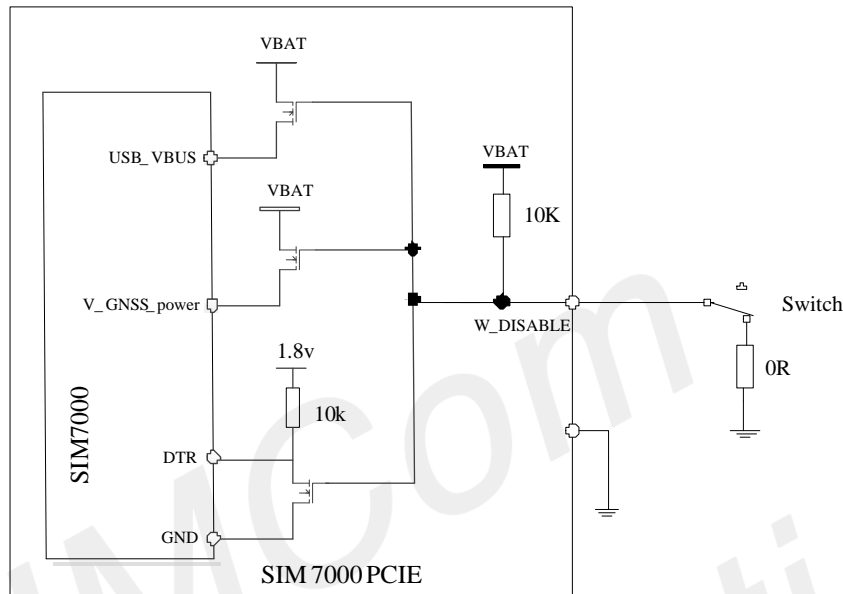 VBAT
USB_VBUS
VBAT
VBAT
10K
V_GNSS_power
W_DISABLE
Switch
1.8v
0R
10k
SIM7000
DTR
GND
SIM 7000 PCIE